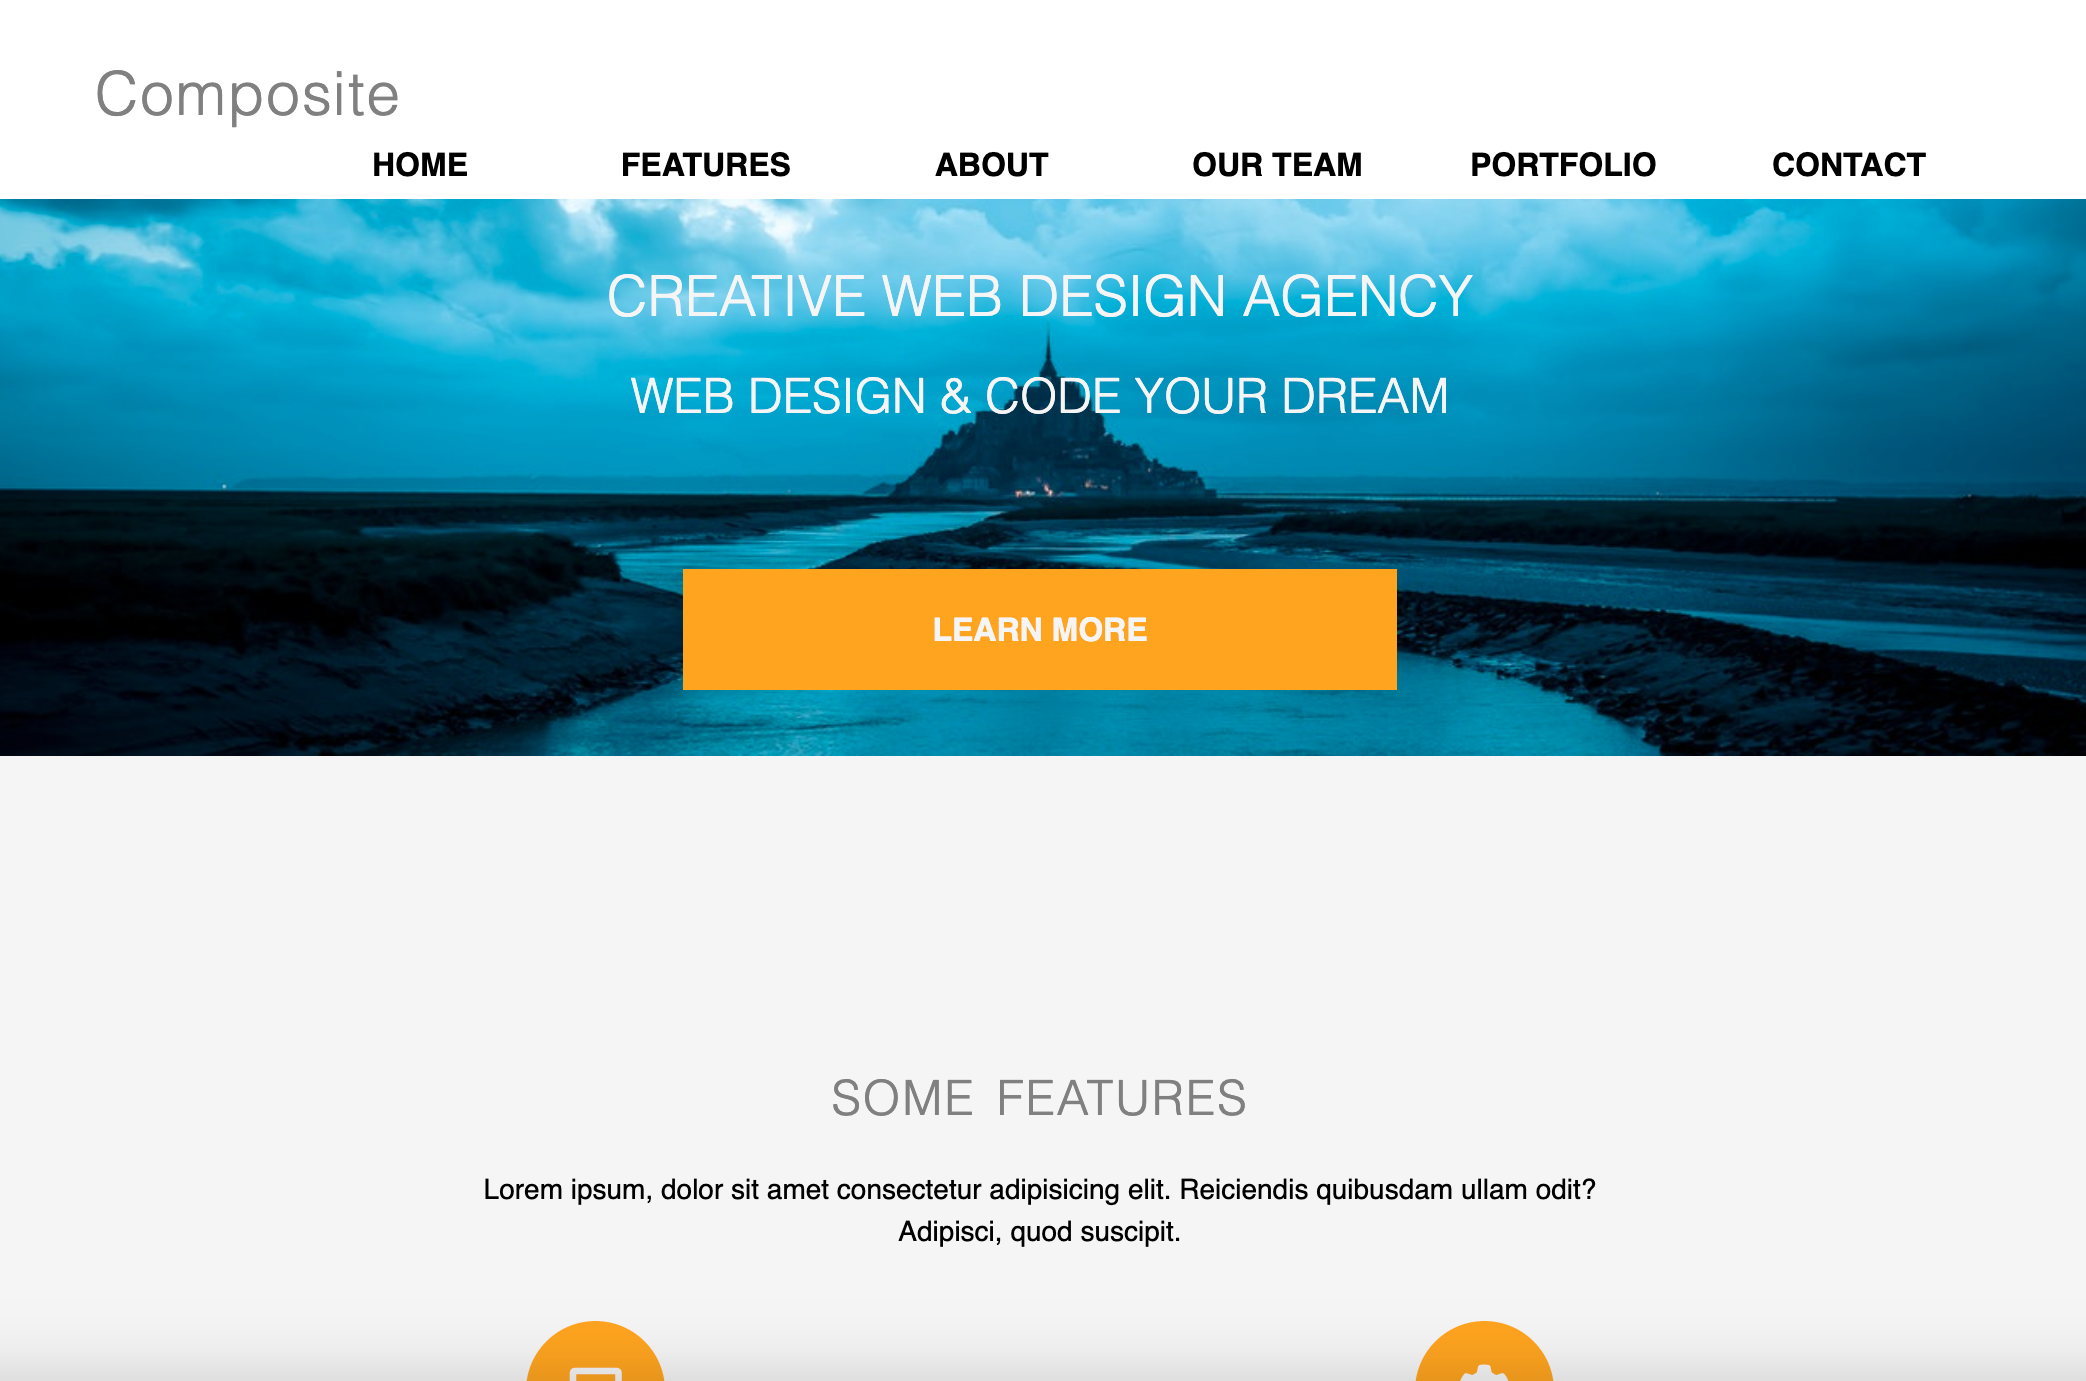 Composite
HOME FEATURES ABOUT OUR TEAM PORTFOLIO CONTACT
CREATIVE WEB DESIGN AGENCY
WEB DESIGN & CODE YOUR DREAM
LEARN MORE
SOME FEATURES
Lorem ipsum, dolor sit amet consectetur adipisicing elit. Reiciendis quibusdam ullam odit?
Adipisci, quod suscipit.